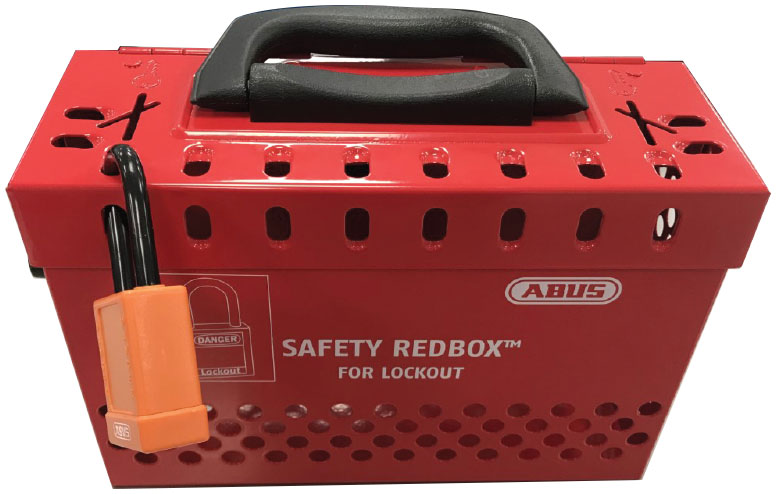 ABUS
DANGER
Lockout
SAFETY REDBOX™
FOR LOCKOUT